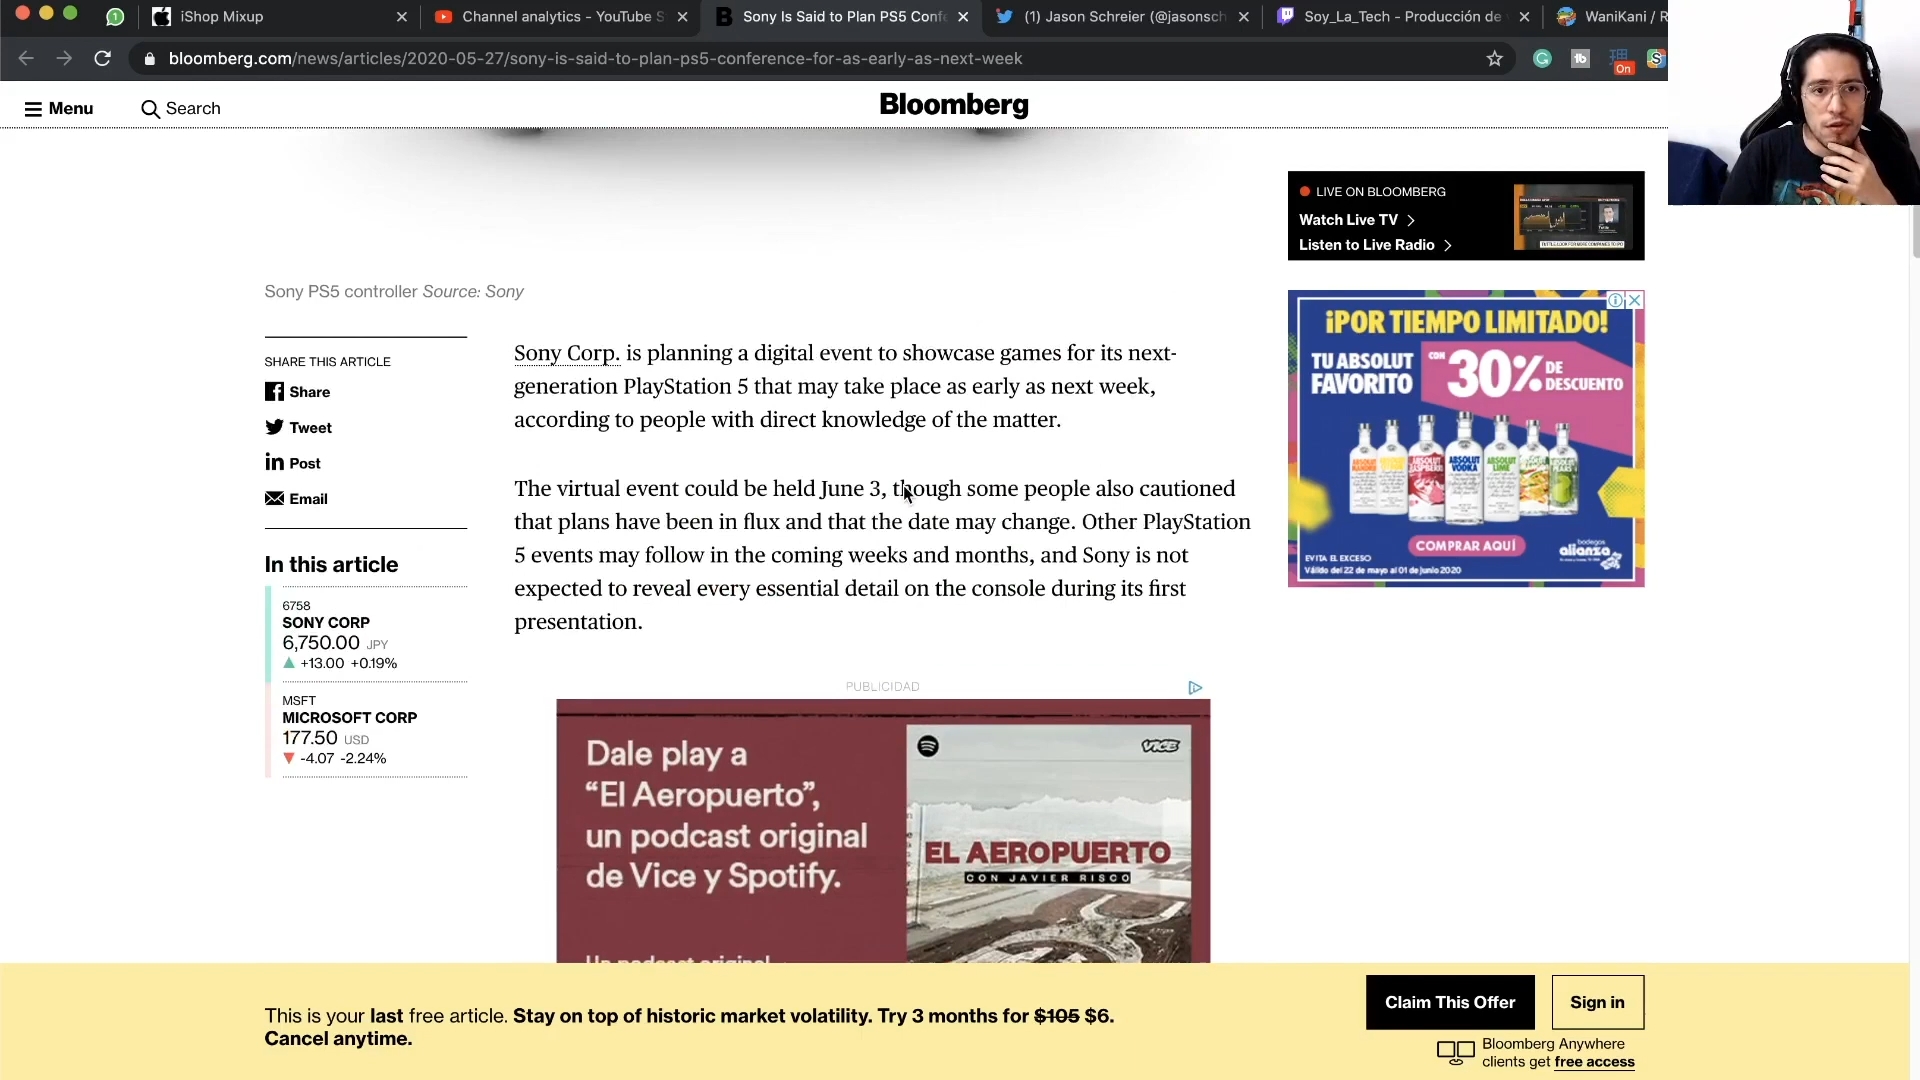 1
iShop Mixup
Channel analytics - YouTube S
Sony Is Said to Plan PS5 Conf
(1) Jason Schreier (@jasonsch
Soy_La_Tech - Producción de
WaniKani / R
bloomberg.com/news/articles/2020-05-27/sony-is-said-to-plan-ps5-conference-for-as-early-as-next-week
On
Menu
Search
Bloomberg
LIVE ON BLOOMBERG
Watch Live TV
Listen to Live Radio
Sony PS5 controller Source: Sony
SHARE THIS ARTICLE
Share
Tweet
Post
Email
In this article
6758
SONY CORP
6,750.00 JPY
+13.00 +0.19%
MSFT
MICROSOFT CORP
177.50 USD
-4.07 -2.24%
Sony Corp. is planning a digital event to showcase games for its next-
generation PlayStation 5 that may take place as early as next week,
according to people with direct knowledge of the matter.
The virtual event could be held June 3, though some people also cautioned
that plans have been in flux and that the date may change. Other PlayStation
5 events may follow in the coming weeks and months, and Sony is not
expected to reveal every essential detail on the console during its first
presentation.
¡POR TIEMPO LIMITADO!
TU ABSOLUT
FAVORITO
CON
30%
DE
DESCUENTO
ABSOLUT
VODKA
COMPRAR AQUÍ
bodegas
alianza
EVITA EL EXCESO
Válido del 22 de mayo al 01 de junio 2020
PUBLICIDAD
Dale play a
“El Aeropuerto”,
un podcast original
de Vice y Spotify.
Un podcast original
VICE
EL AEROPUERTO
CON JAVIER RISCO
This is your last free article. Stay on top of historic market volatility. Try 3 months for $105 $6.
Cancel anytime.
Claim This Offer
Sign in
Bloomberg Anywhere
clients get free access